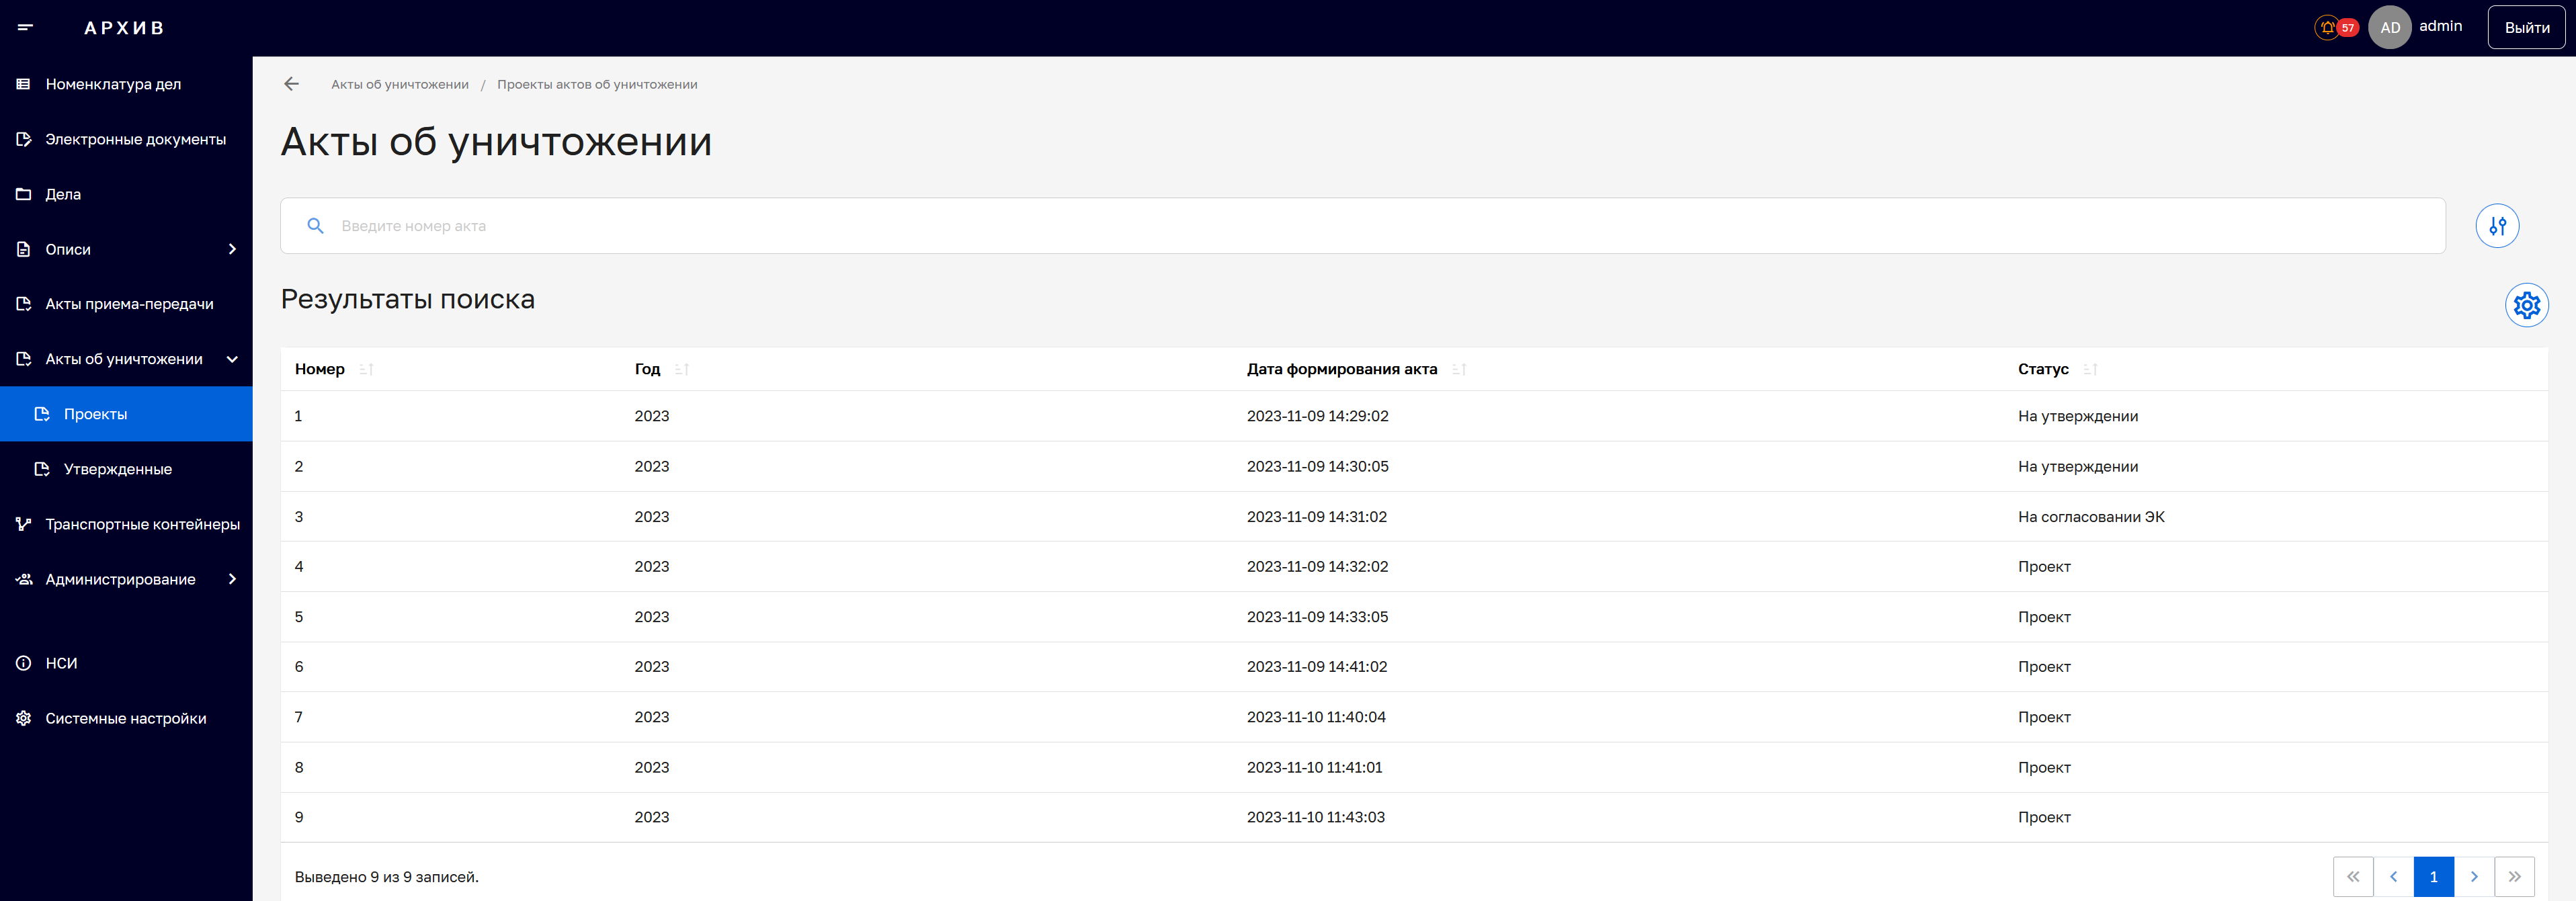 АРХИВ
57
AD
admin
Выйти
Номенклатура дел
Электронные документы
Дела
Описи
Акты приема-передачи
Акты об уничтожении
Проекты
Утвержденные
Транспортные контейнеры
Администрирование
НСИ
Системные настройки
Акты об уничтожении / Проекты актов об уничтожении
Акты об уничтожении
Введите номер акта
Результаты поиска
Номер Год Дата формирования акта Статус
1 2023 2023-11-09 14:29:02 На утверждении
2 2023 2023-11-09 14:30:05 На утверждении
3 2023 2023-11-09 14:31:02 На согласовании ЭК
4 2023 2023-11-09 14:32:02 Проект
5 2023 2023-11-09 14:33:05 Проект
6 2023 2023-11-09 14:41:02 Проект
7 2023 2023-11-10 11:40:04 Проект
8 2023 2023-11-10 11:41:01 Проект
9 2023 2023-11-10 11:43:03 Проект
Выведено 9 из 9 записей.
1